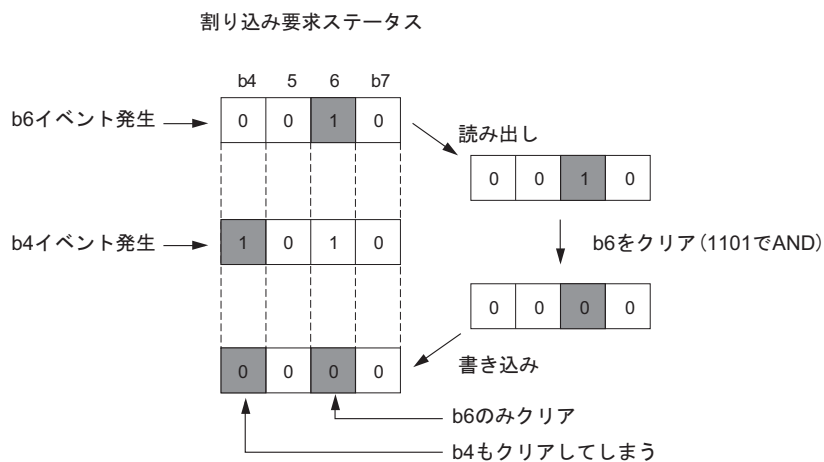 割り込み要求ステータス
b4 5 6 b7
b6イベント発生
0 0 1 0
読み出し
0 0 1 0
b4イベント発生
1 0 1 0
b6をクリア（1101でAND）
0 0 0 0
0 0 0 0
書き込み
b6のみクリア
b4もクリアしてしまう